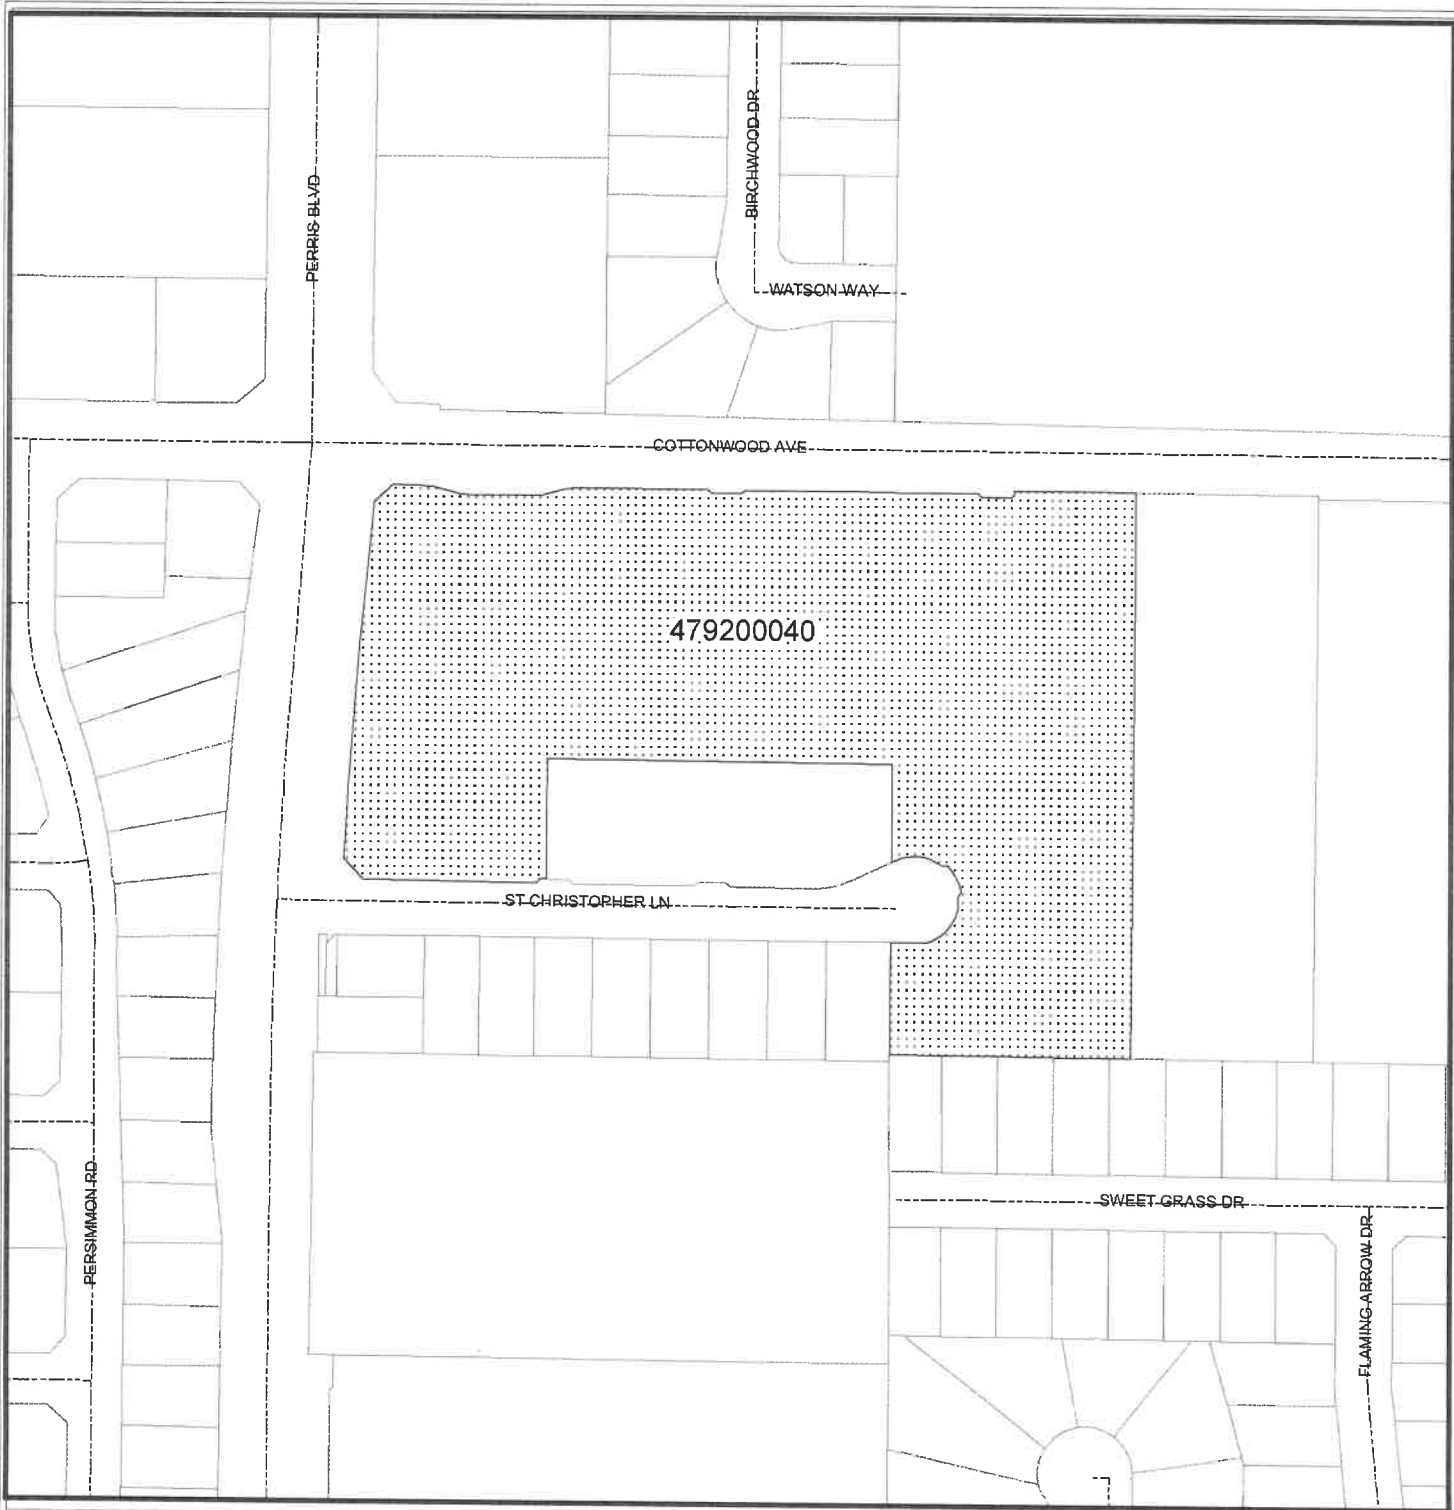 BIRCHWOOD DR
PERRIS BLVD
WATSON WAY
COTTONWOOD AVE
479200040
ST CHRISTOPHER LN
PERSIMMON RD
SWEET GRASS DR
FLAMING ARROW DR